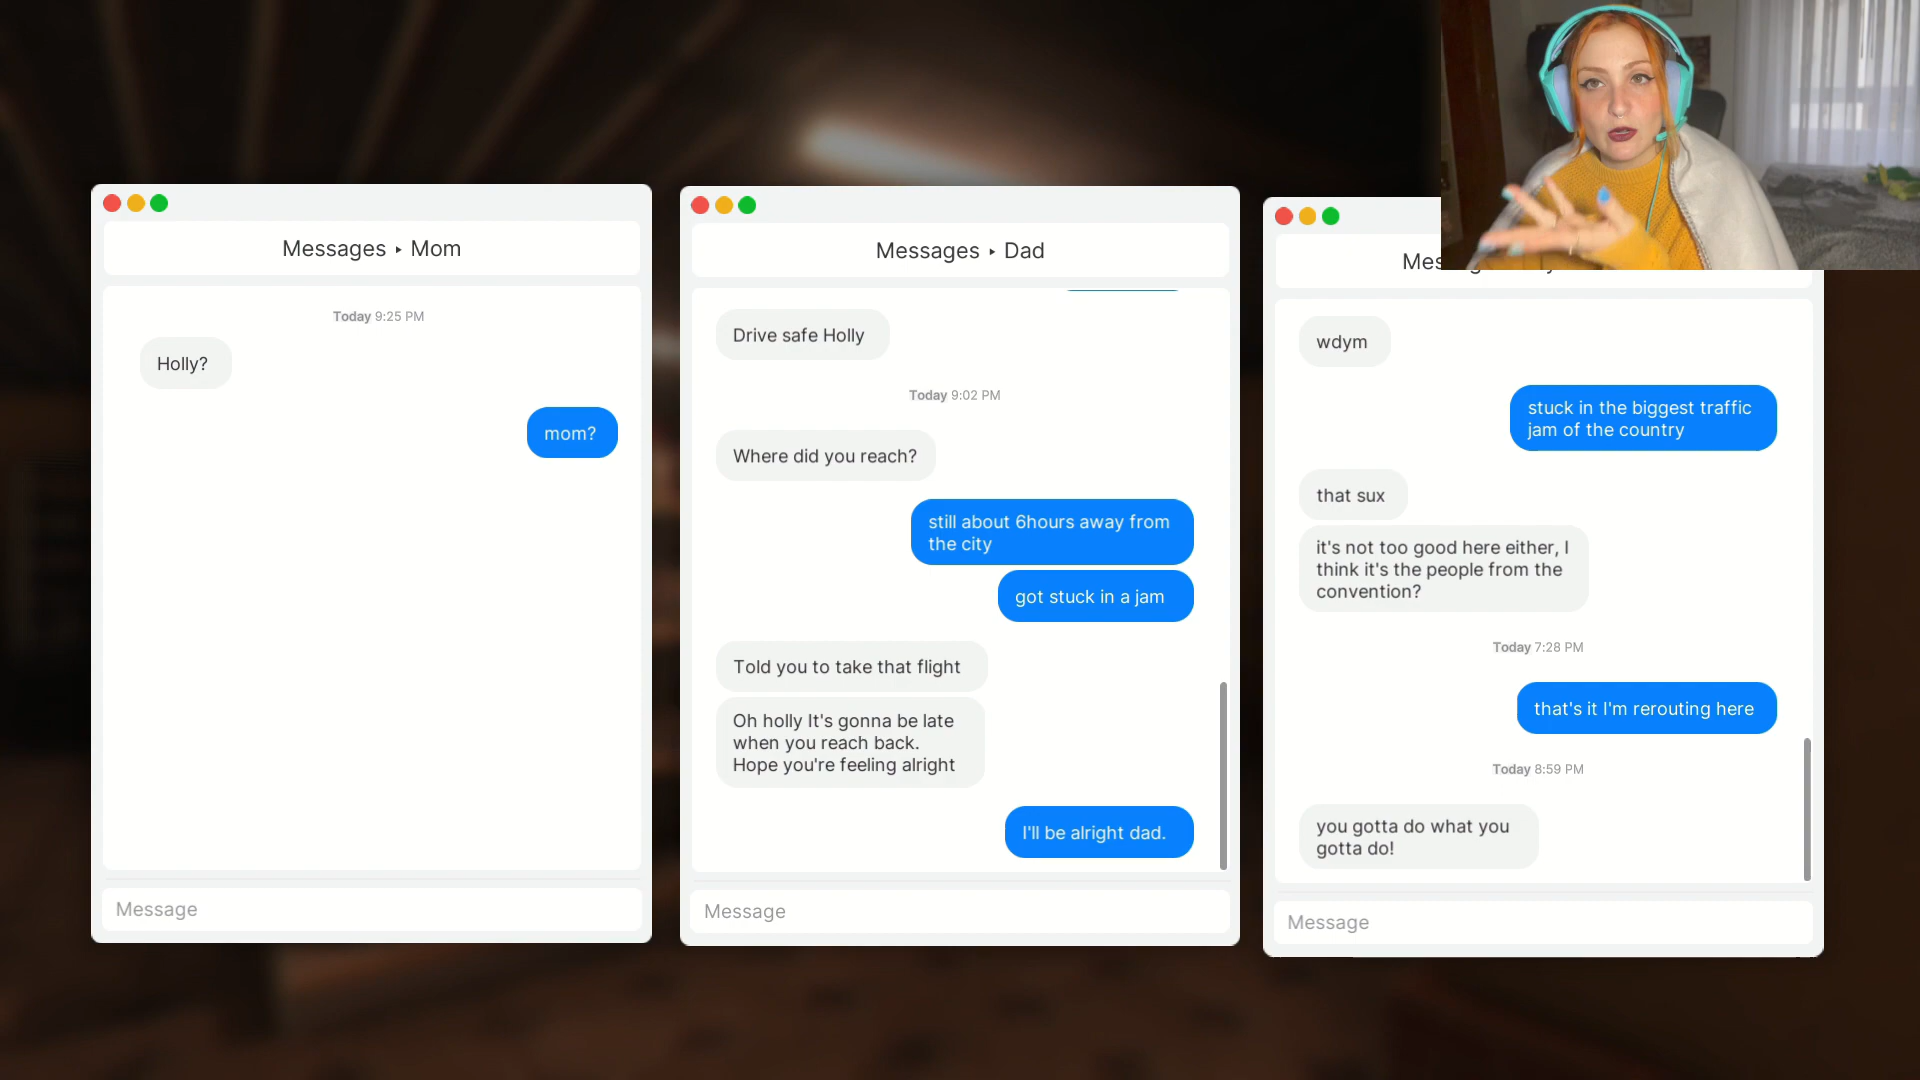 Messages ▸ Mom
Today 9:25 PM
Holly?
mom?
Message
Messages ▸ Dad
Drive safe Holly
Today 9:02 PM
Where did you reach?
still about 6hours away from
the city
got stuck in a jam
Told you to take that flight
Oh holly It's gonna be late
when you reach back.
Hope you're feeling alright
I'll be alright dad.
Message
wdym
stuck in the biggest traffic
jam of the country
that sux
it's not too good here either, I
think it's the people from the
convention?
Today 7:28 PM
that's it I'm rerouting here
Today 8:59 PM
you gotta do what you
gotta do!
Message